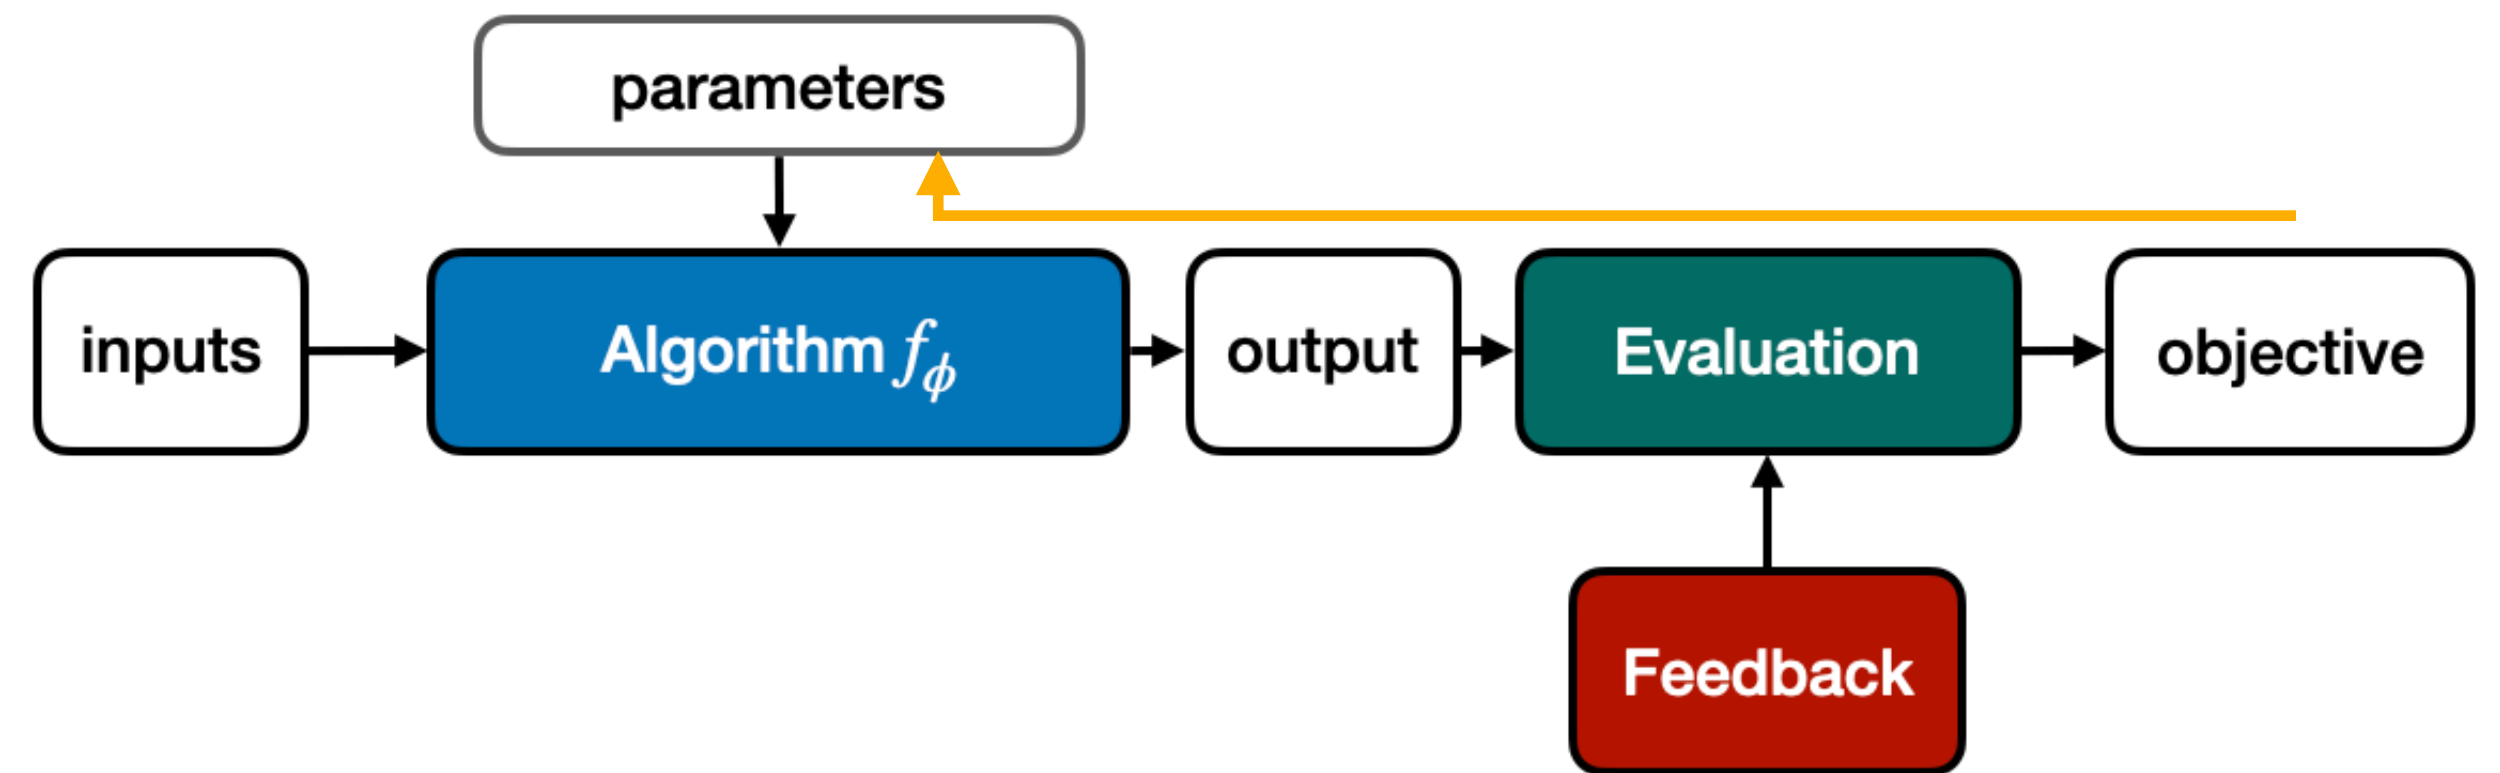 parameters
inputs
Algorithm f_ϕ
output
Evaluation
objective
Feedback